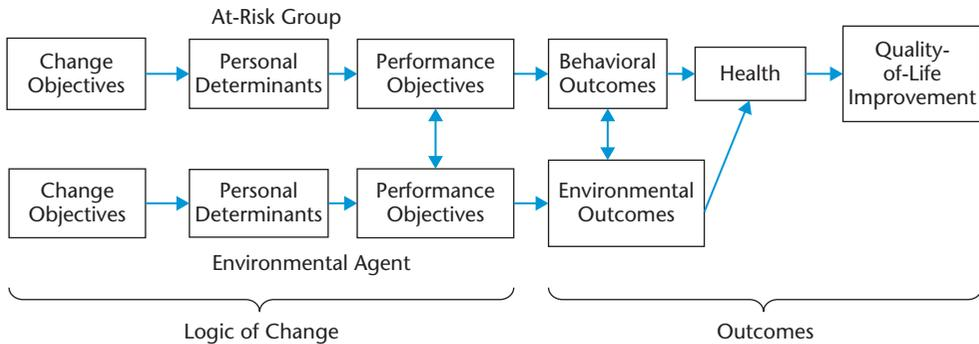 At-Risk Group
Change
Objectives
Personal
Determinants
Performance
Objectives
Behavioral
Outcomes
Health
Quality-
of-Life
Improvement
Change
Objectives
Personal
Determinants
Performance
Objectives
Environmental
Outcomes
Environmental Agent
Logic of Change
Outcomes